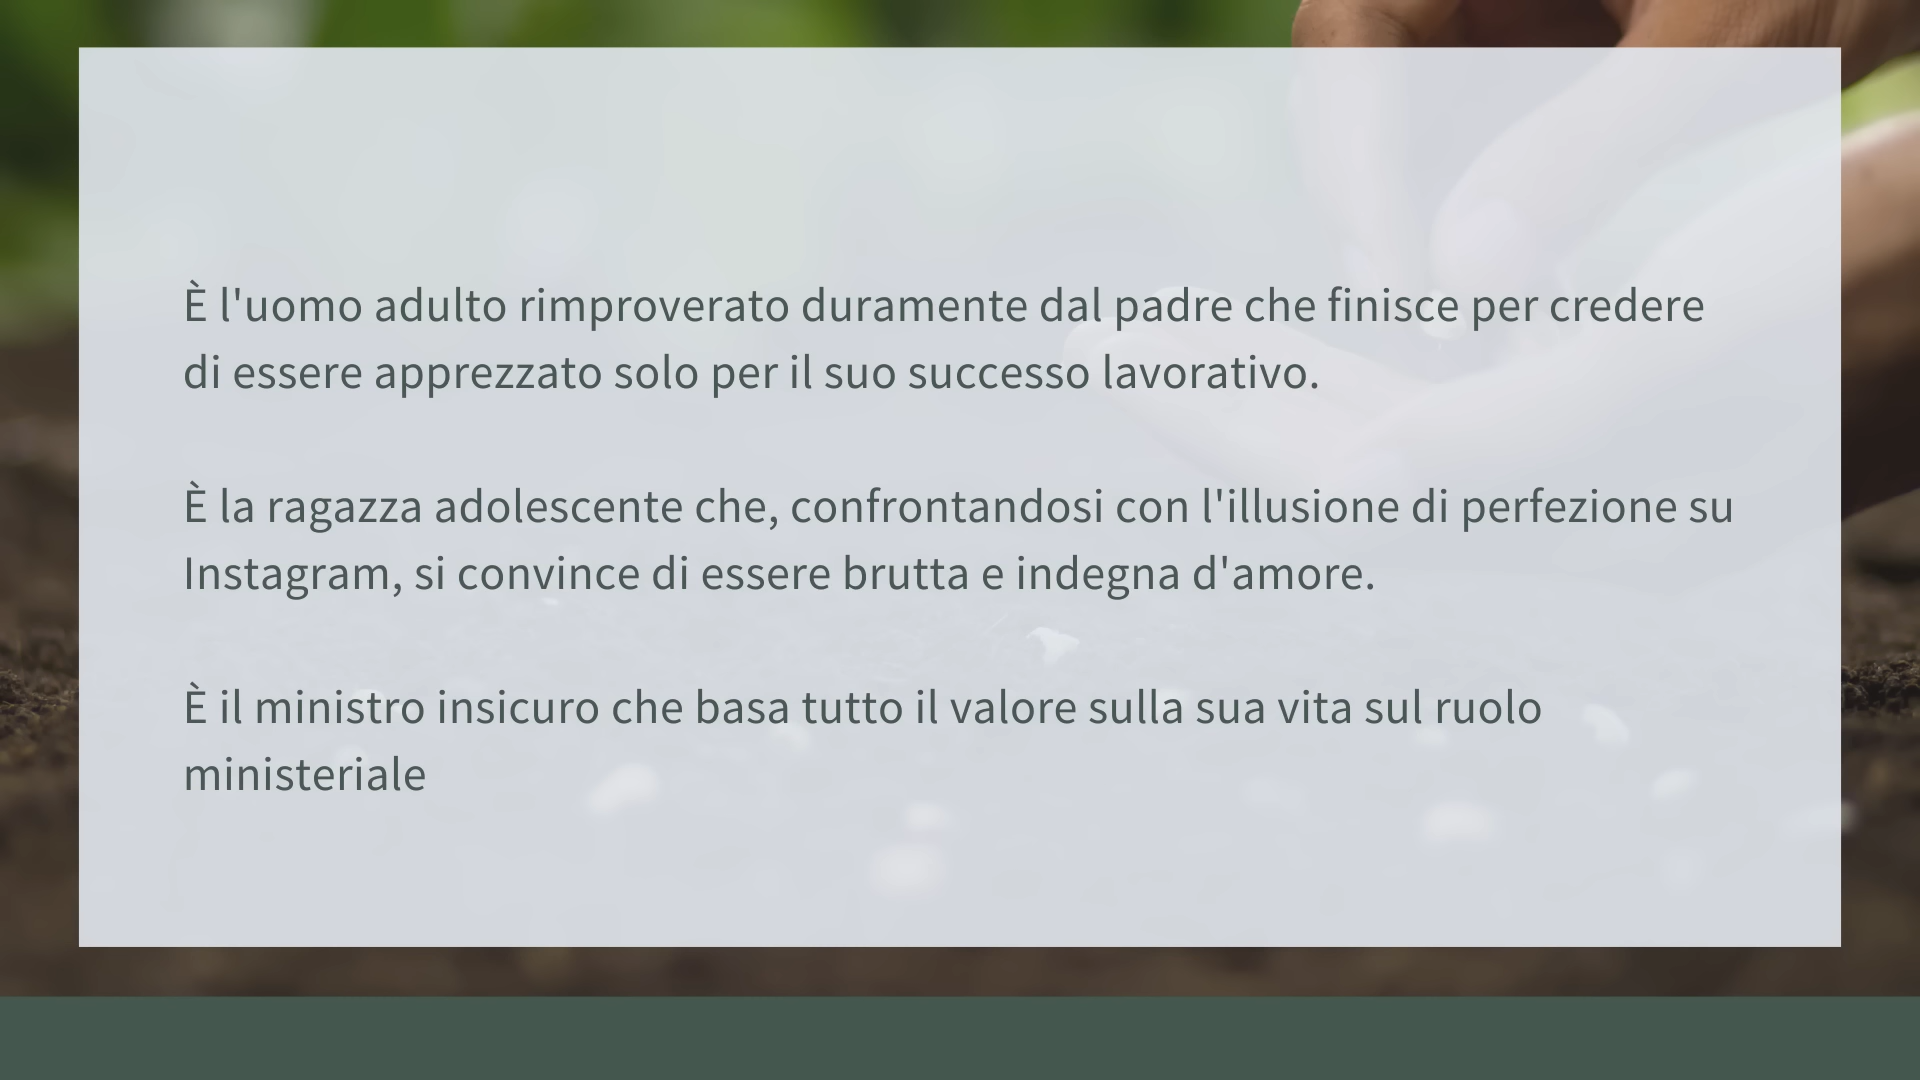 È l'uomo adulto rimproverato duramente dal padre che finisce per credere
di essere apprezzato solo per il suo successo lavorativo.
È la ragazza adolescente che, confrontandosi con l'illusione di perfezione su
Instagram, si convince di essere brutta e indegna d'amore.
È il ministro insicuro che basa tutto il valore sulla sua vita sul ruolo
ministeriale